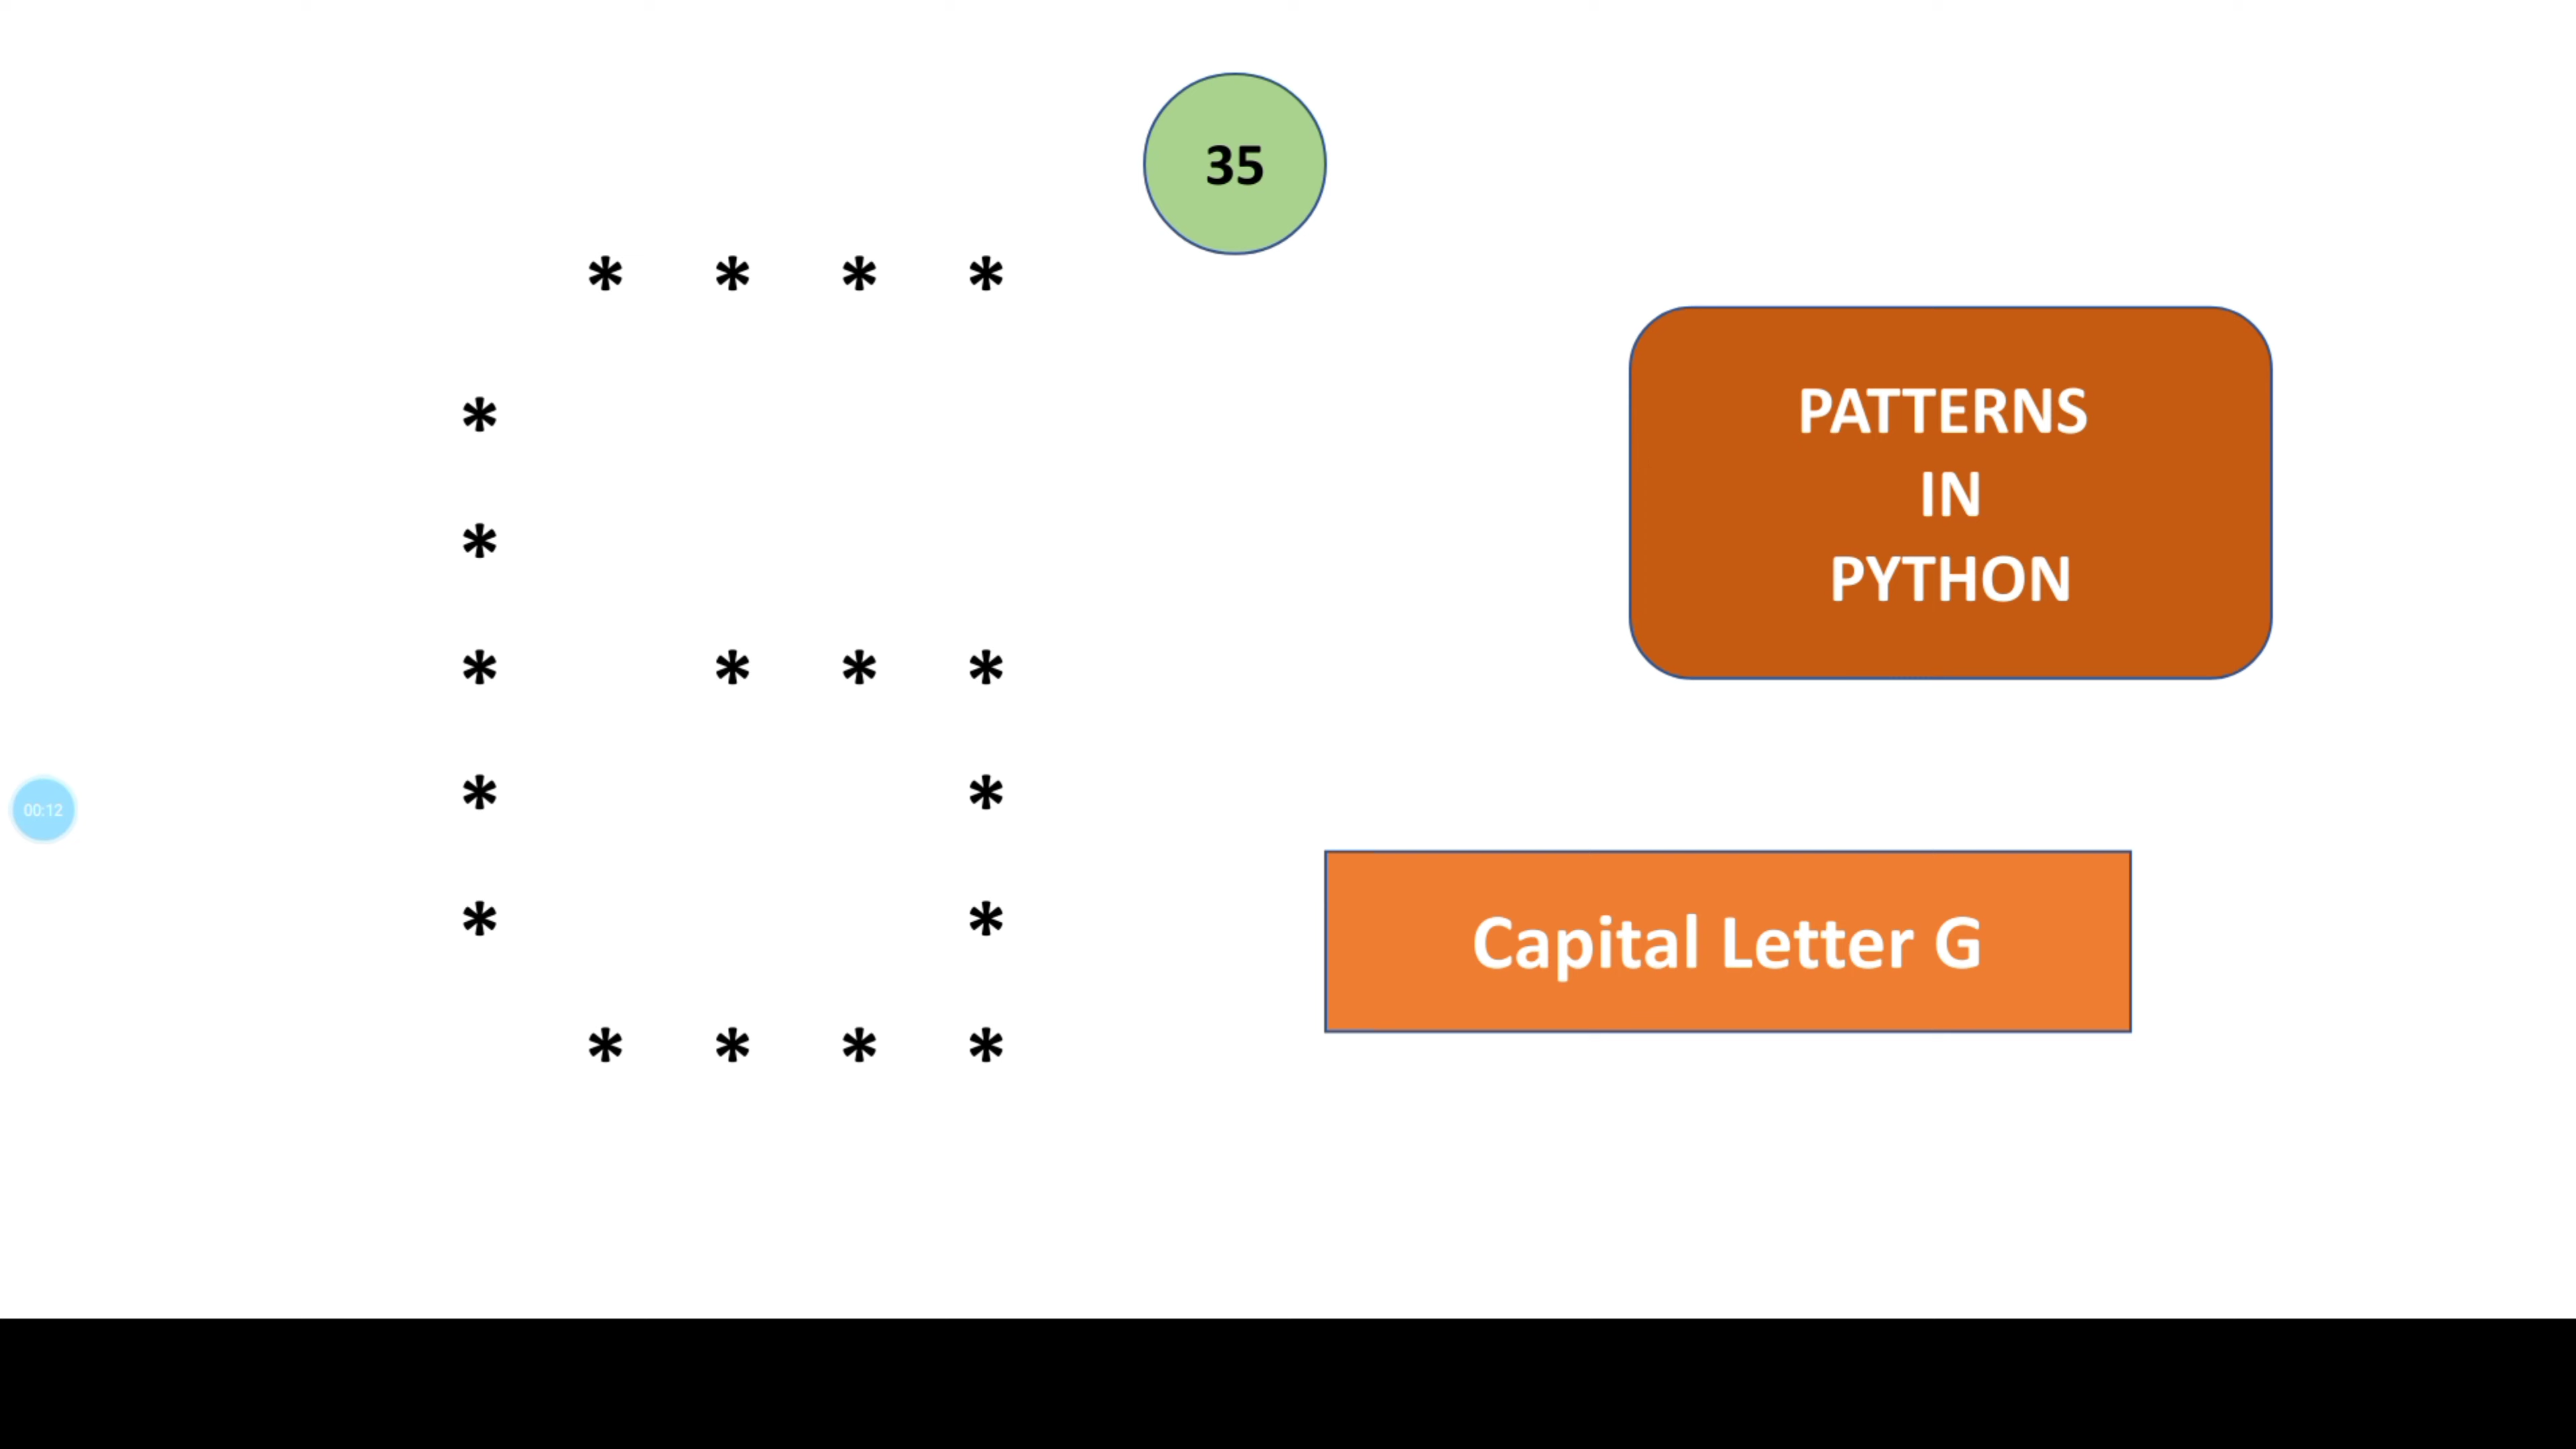 35
* * * *
*
*
* * * *
* *
* *
* * * *
PATTERNS
IN
PYTHON
Capital Letter G
00:12